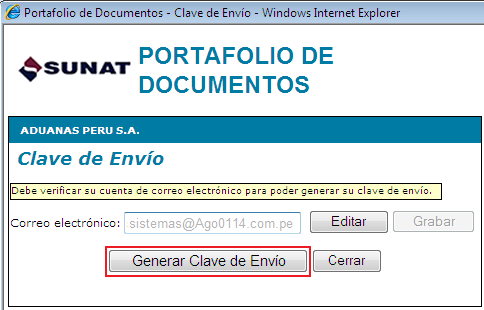 Portafolio de Documentos - Clave de Envío - Windows Internet Explorer
SUNAT
PORTAFOLIO DE
DOCUMENTOS
ADUANAS PERU S.A.
Clave de Envío
Debe verificar su cuenta de correo electrónico para poder generar su clave de envío.
Correo electrónico: sistemas@Ago0114.com.pe Editar Grabar
Generar Clave de Envío Cerrar